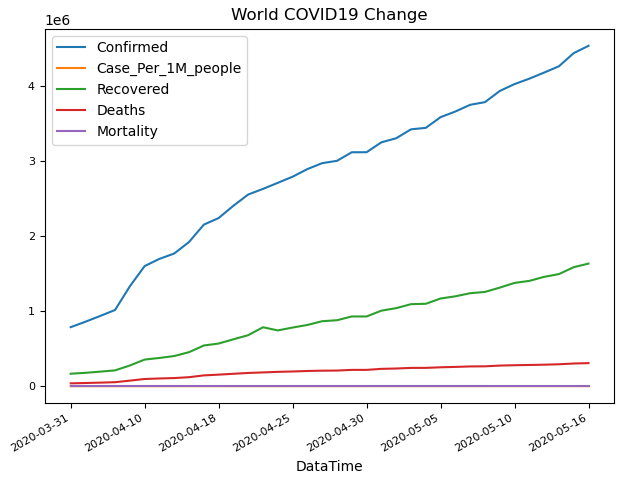 World COVID19 Change
1e6
Confirmed
Case_Per_1M_people
Recovered
Deaths
Mortality
4
3
2
1
0
2020-03-31
2020-04-10
2020-04-18
2020-04-25
2020-04-30
2020-05-05
2020-05-10
2020-05-16
DataTime